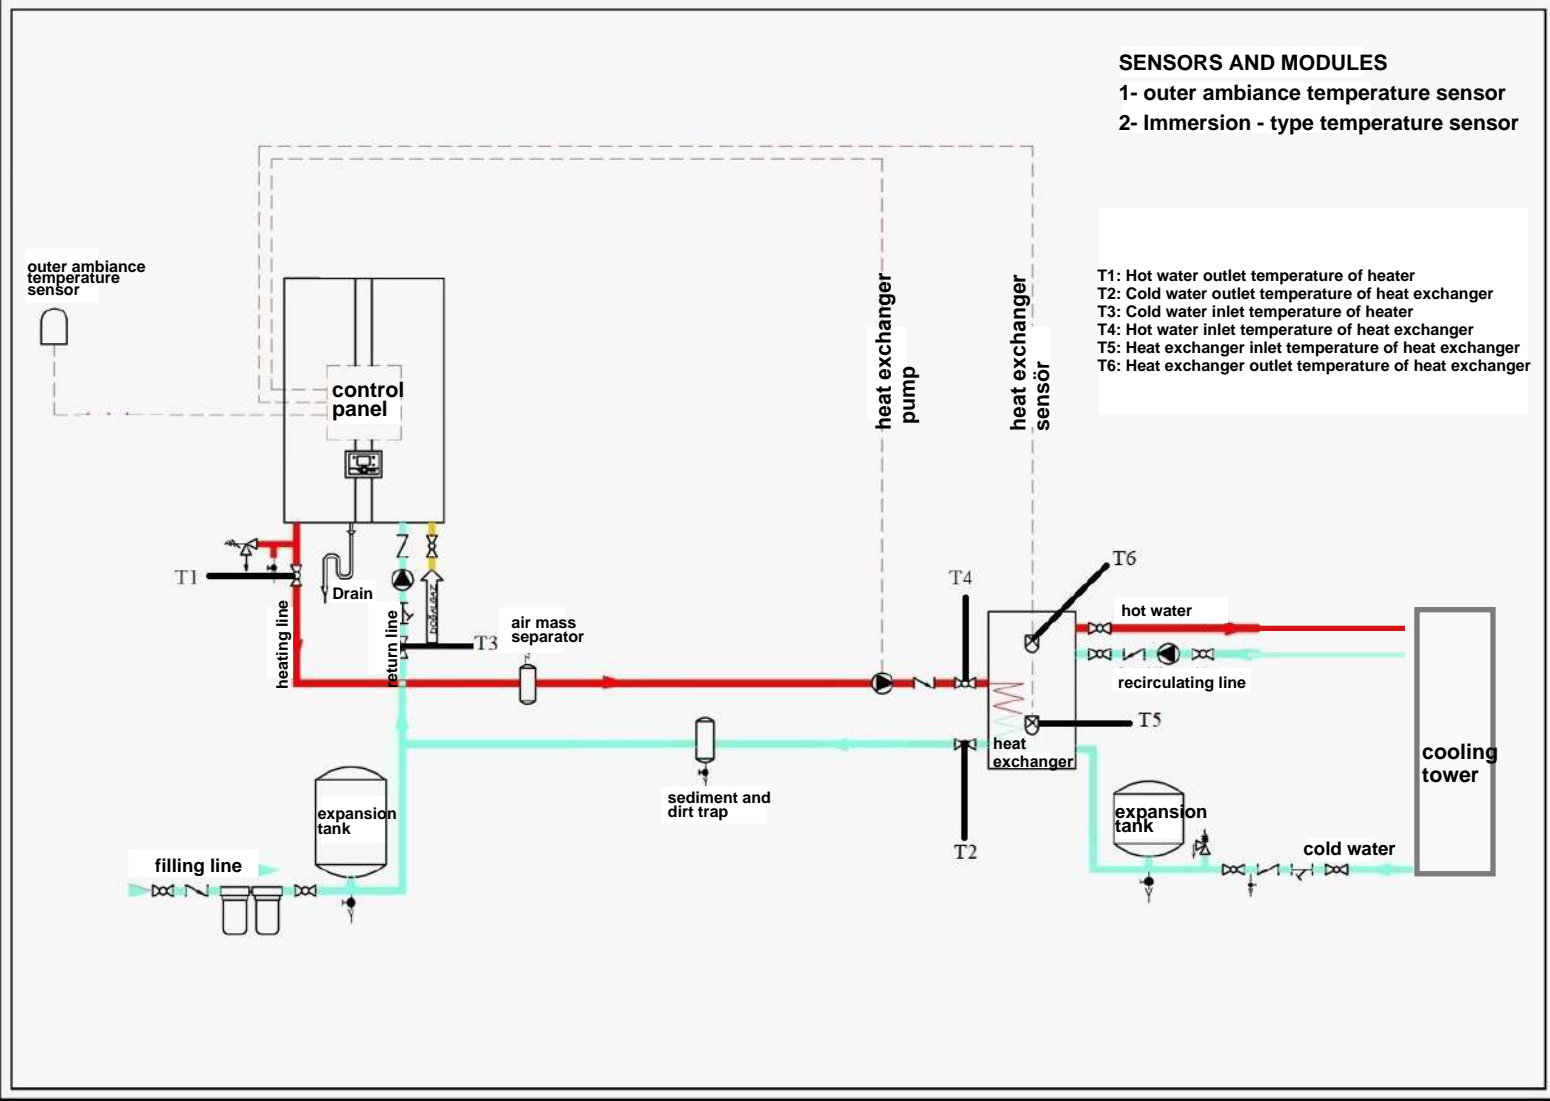 SENSORS AND MODULES
1- outer ambiance temperature sensor
2- Immersion - type temperature sensor
T1: Hot water outlet temperature of heater
T2: Cold water outlet temperature of heat exchanger
T3: Cold water inlet temperature of heater
T4: Hot water inlet temperature of heat exchanger
T5: Heat exchanger inlet temperature of heat exchanger
T6: Heat exchanger outlet temperature of heat exchanger
outer ambiance
temperature
sensor
control
panel
heat exchanger
pump
heat exchanger
sensör
T1
Drain
heating line
return line
DOĞALGAZ
T3
air mass
separator
T4
T6
hot water
recirculating line
T5
heat
exchanger
cooling
tower
sediment and
dirt trap
T2
expansion
tank
expansion
tank
filling line
cold water